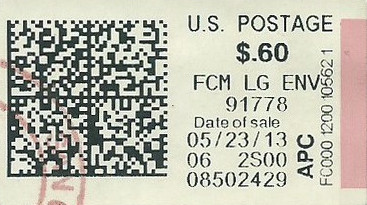 U.S. POSTAGE
$.60
FCM LG ENV
91778
Date of sale
05/23/13
06 2S00
08502429
APC
FC000 1200 10562 1